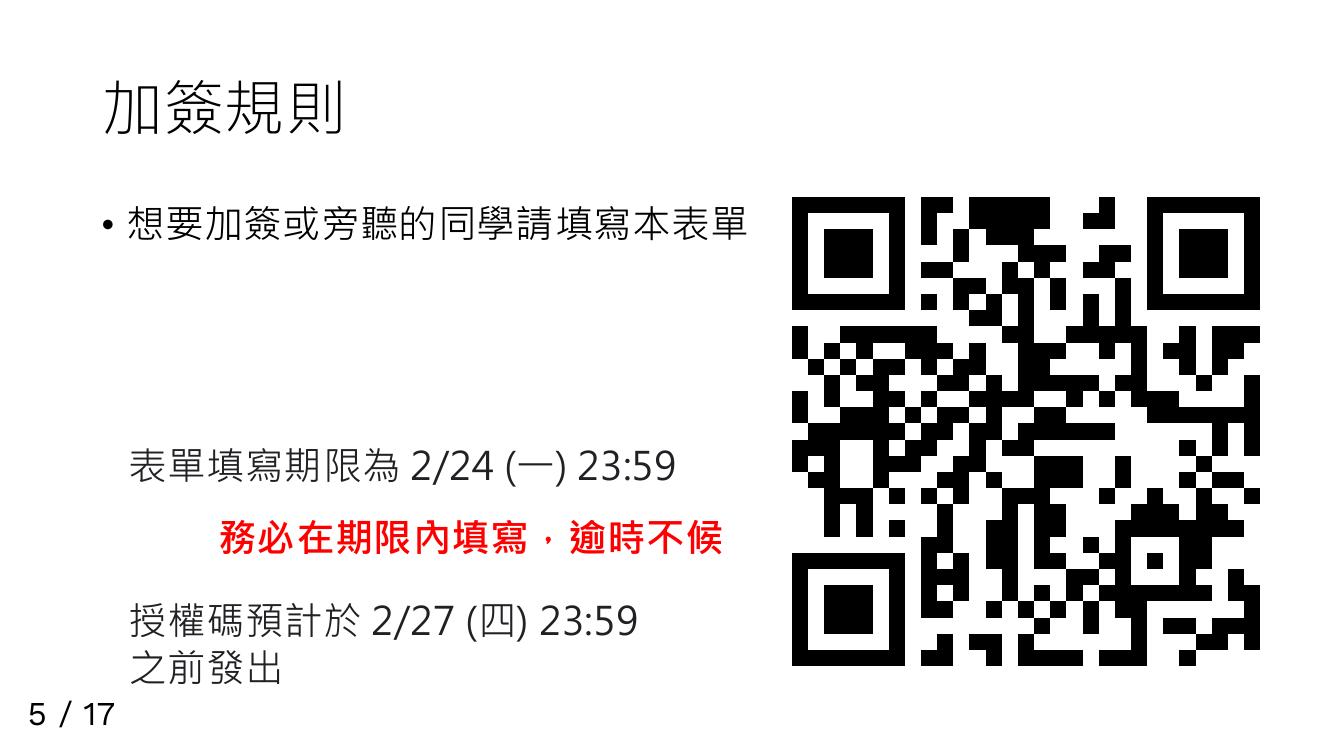 加簽規則
• 想要加簽或旁聽的同學請填寫本表單
表單填寫期限為 2/24 (一) 23:59
務必在期限內填寫，逾時不候
授權碼預計於 2/27 (四) 23:59
之前發出
5 / 17